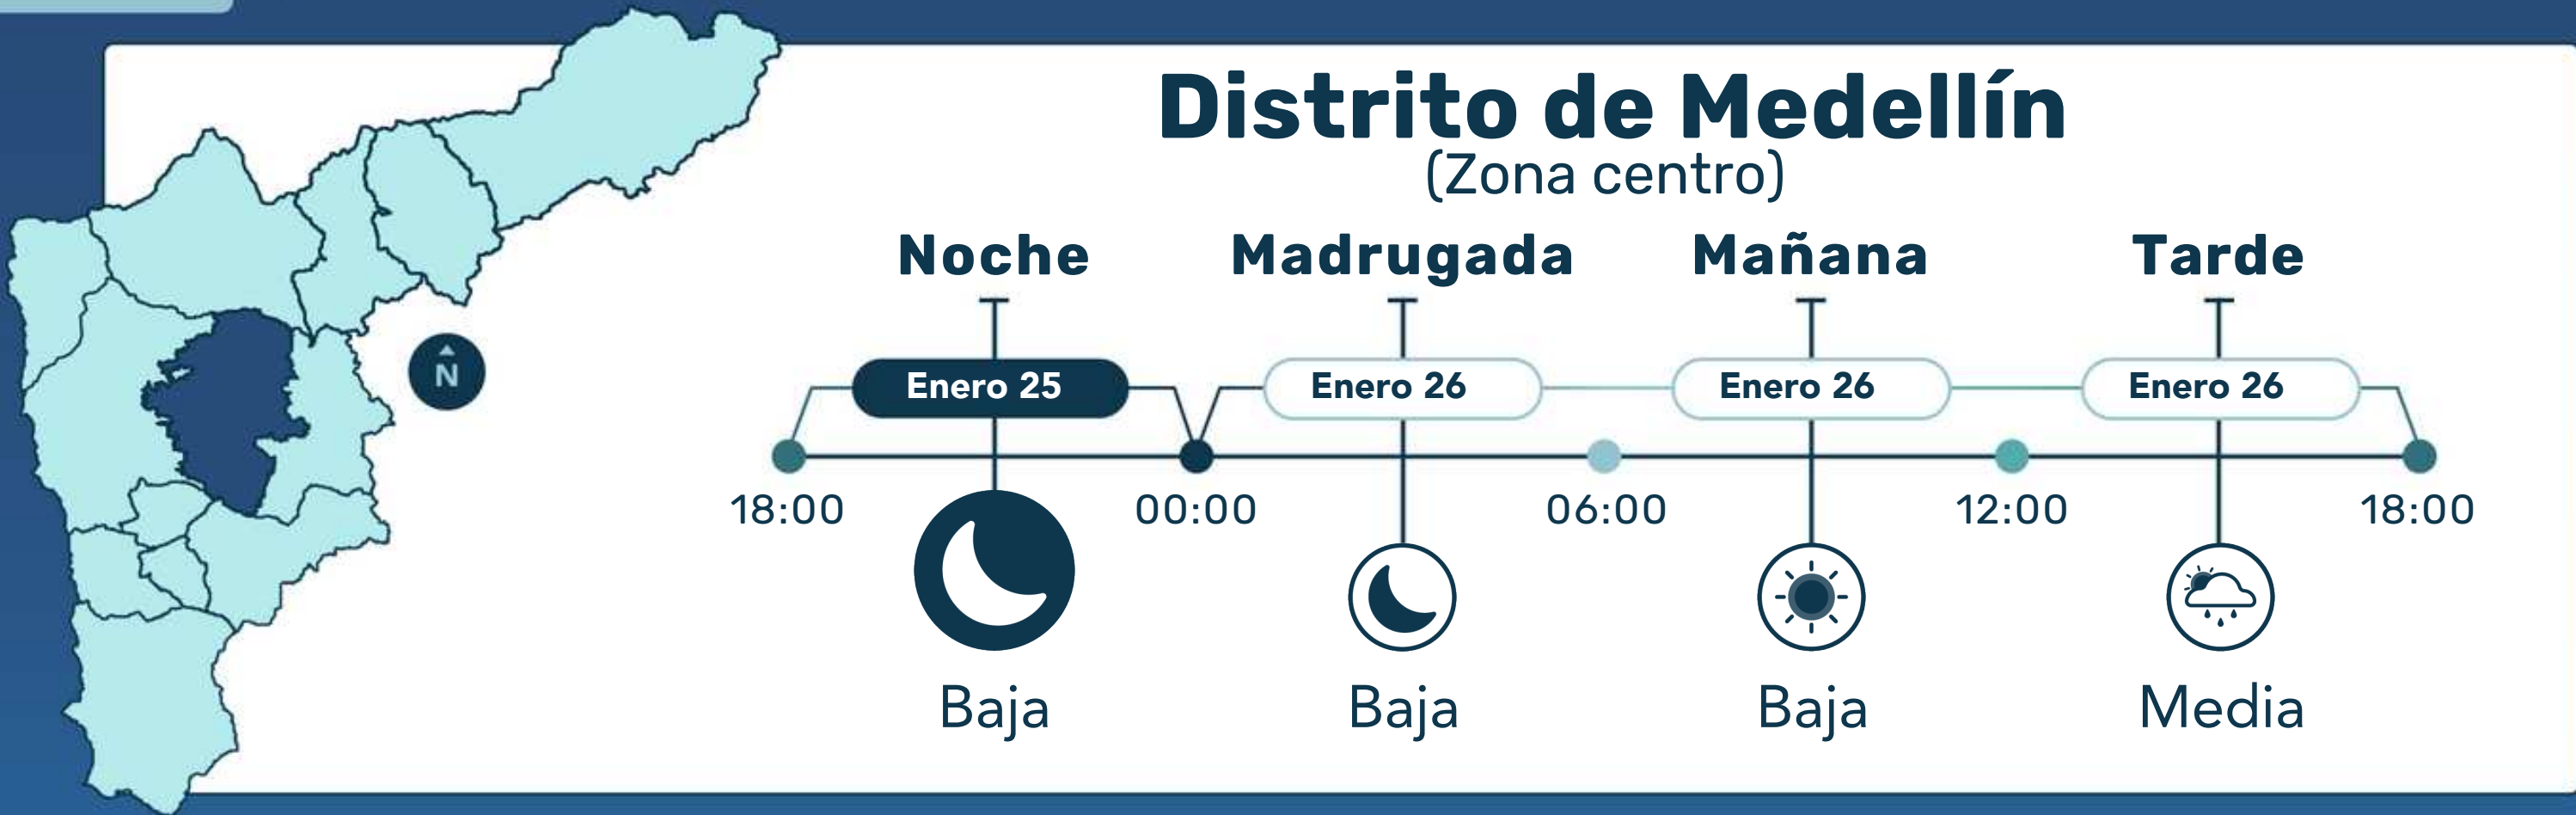 Distrito de Medellín
(Zona centro)
Noche Madrugada Mañana Tarde
N
Enero 25 Enero 26 Enero 26 Enero 26
18:00 00:00 06:00 12:00 18:00
Baja Baja Baja Media